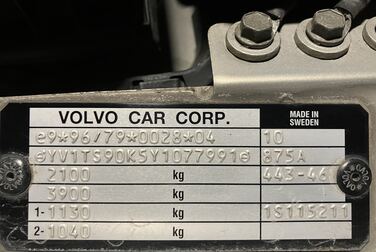 VOLVO CAR CORP. MADE IN SWEDEN
e9*96/79*0028*04 10
YV1TS90K5Y1077991 875A
2100 kg 443-46
3900 kg
1- 1130 kg 1S115211
2- 1040 kg